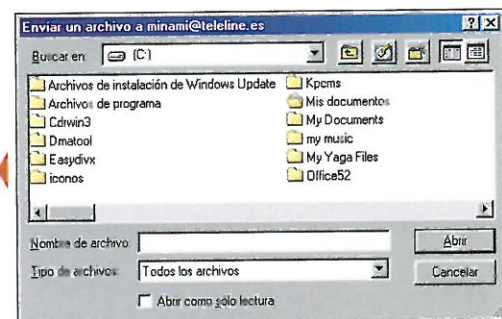 Enviar un archivo a minami@teleline.es
Buscar en: (C:)
Archivos de instalación de Windows Update
Archivos de programa
Cdrwin3
Dmatool
Easydivx
iconos
Kpcms
Mis documentos
My Documents
my music
My Yaga Files
Office52
Nombre de archivo:
Abrir
Tipo de archivos: Todos los archivos
Cancelar
Abrir como sólo lectura